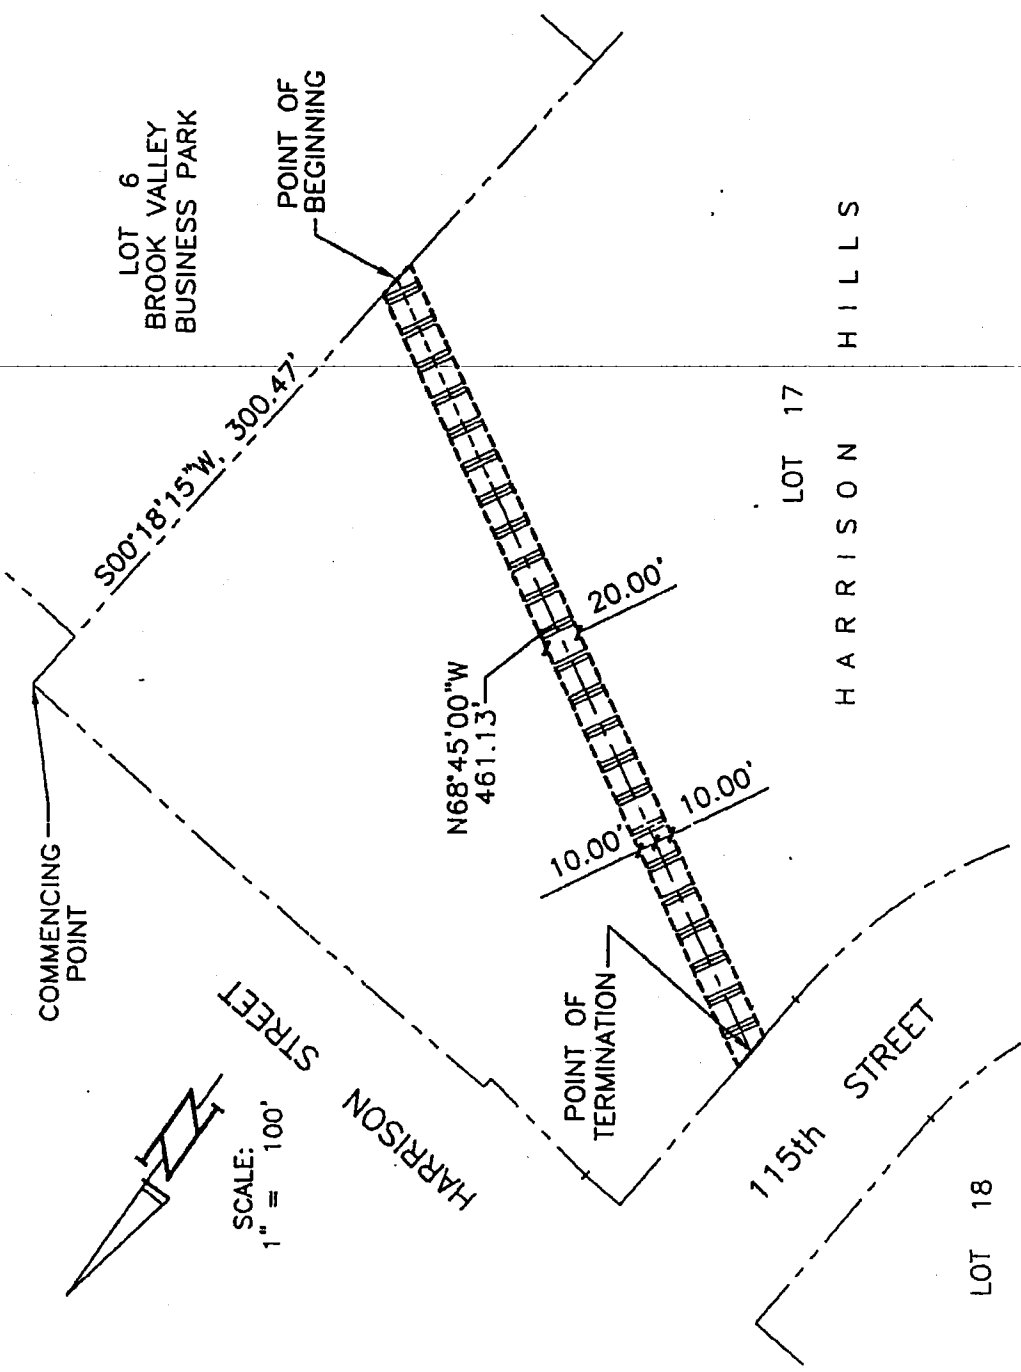 COMMENCING
POINT
LOT 6
BROOK VALLEY
BUSINESS PARK
POINT OF
BEGINNING
S00°18'15"W, 300.47'
N68°45'00"W
461.13'
20.00'
10.00'
10.00'
POINT OF
TERMINATION
HARRISON STREET
SCALE:
1" = 100'
N
LOT 17
HARRISON HILLS
115th STREET
LOT 18